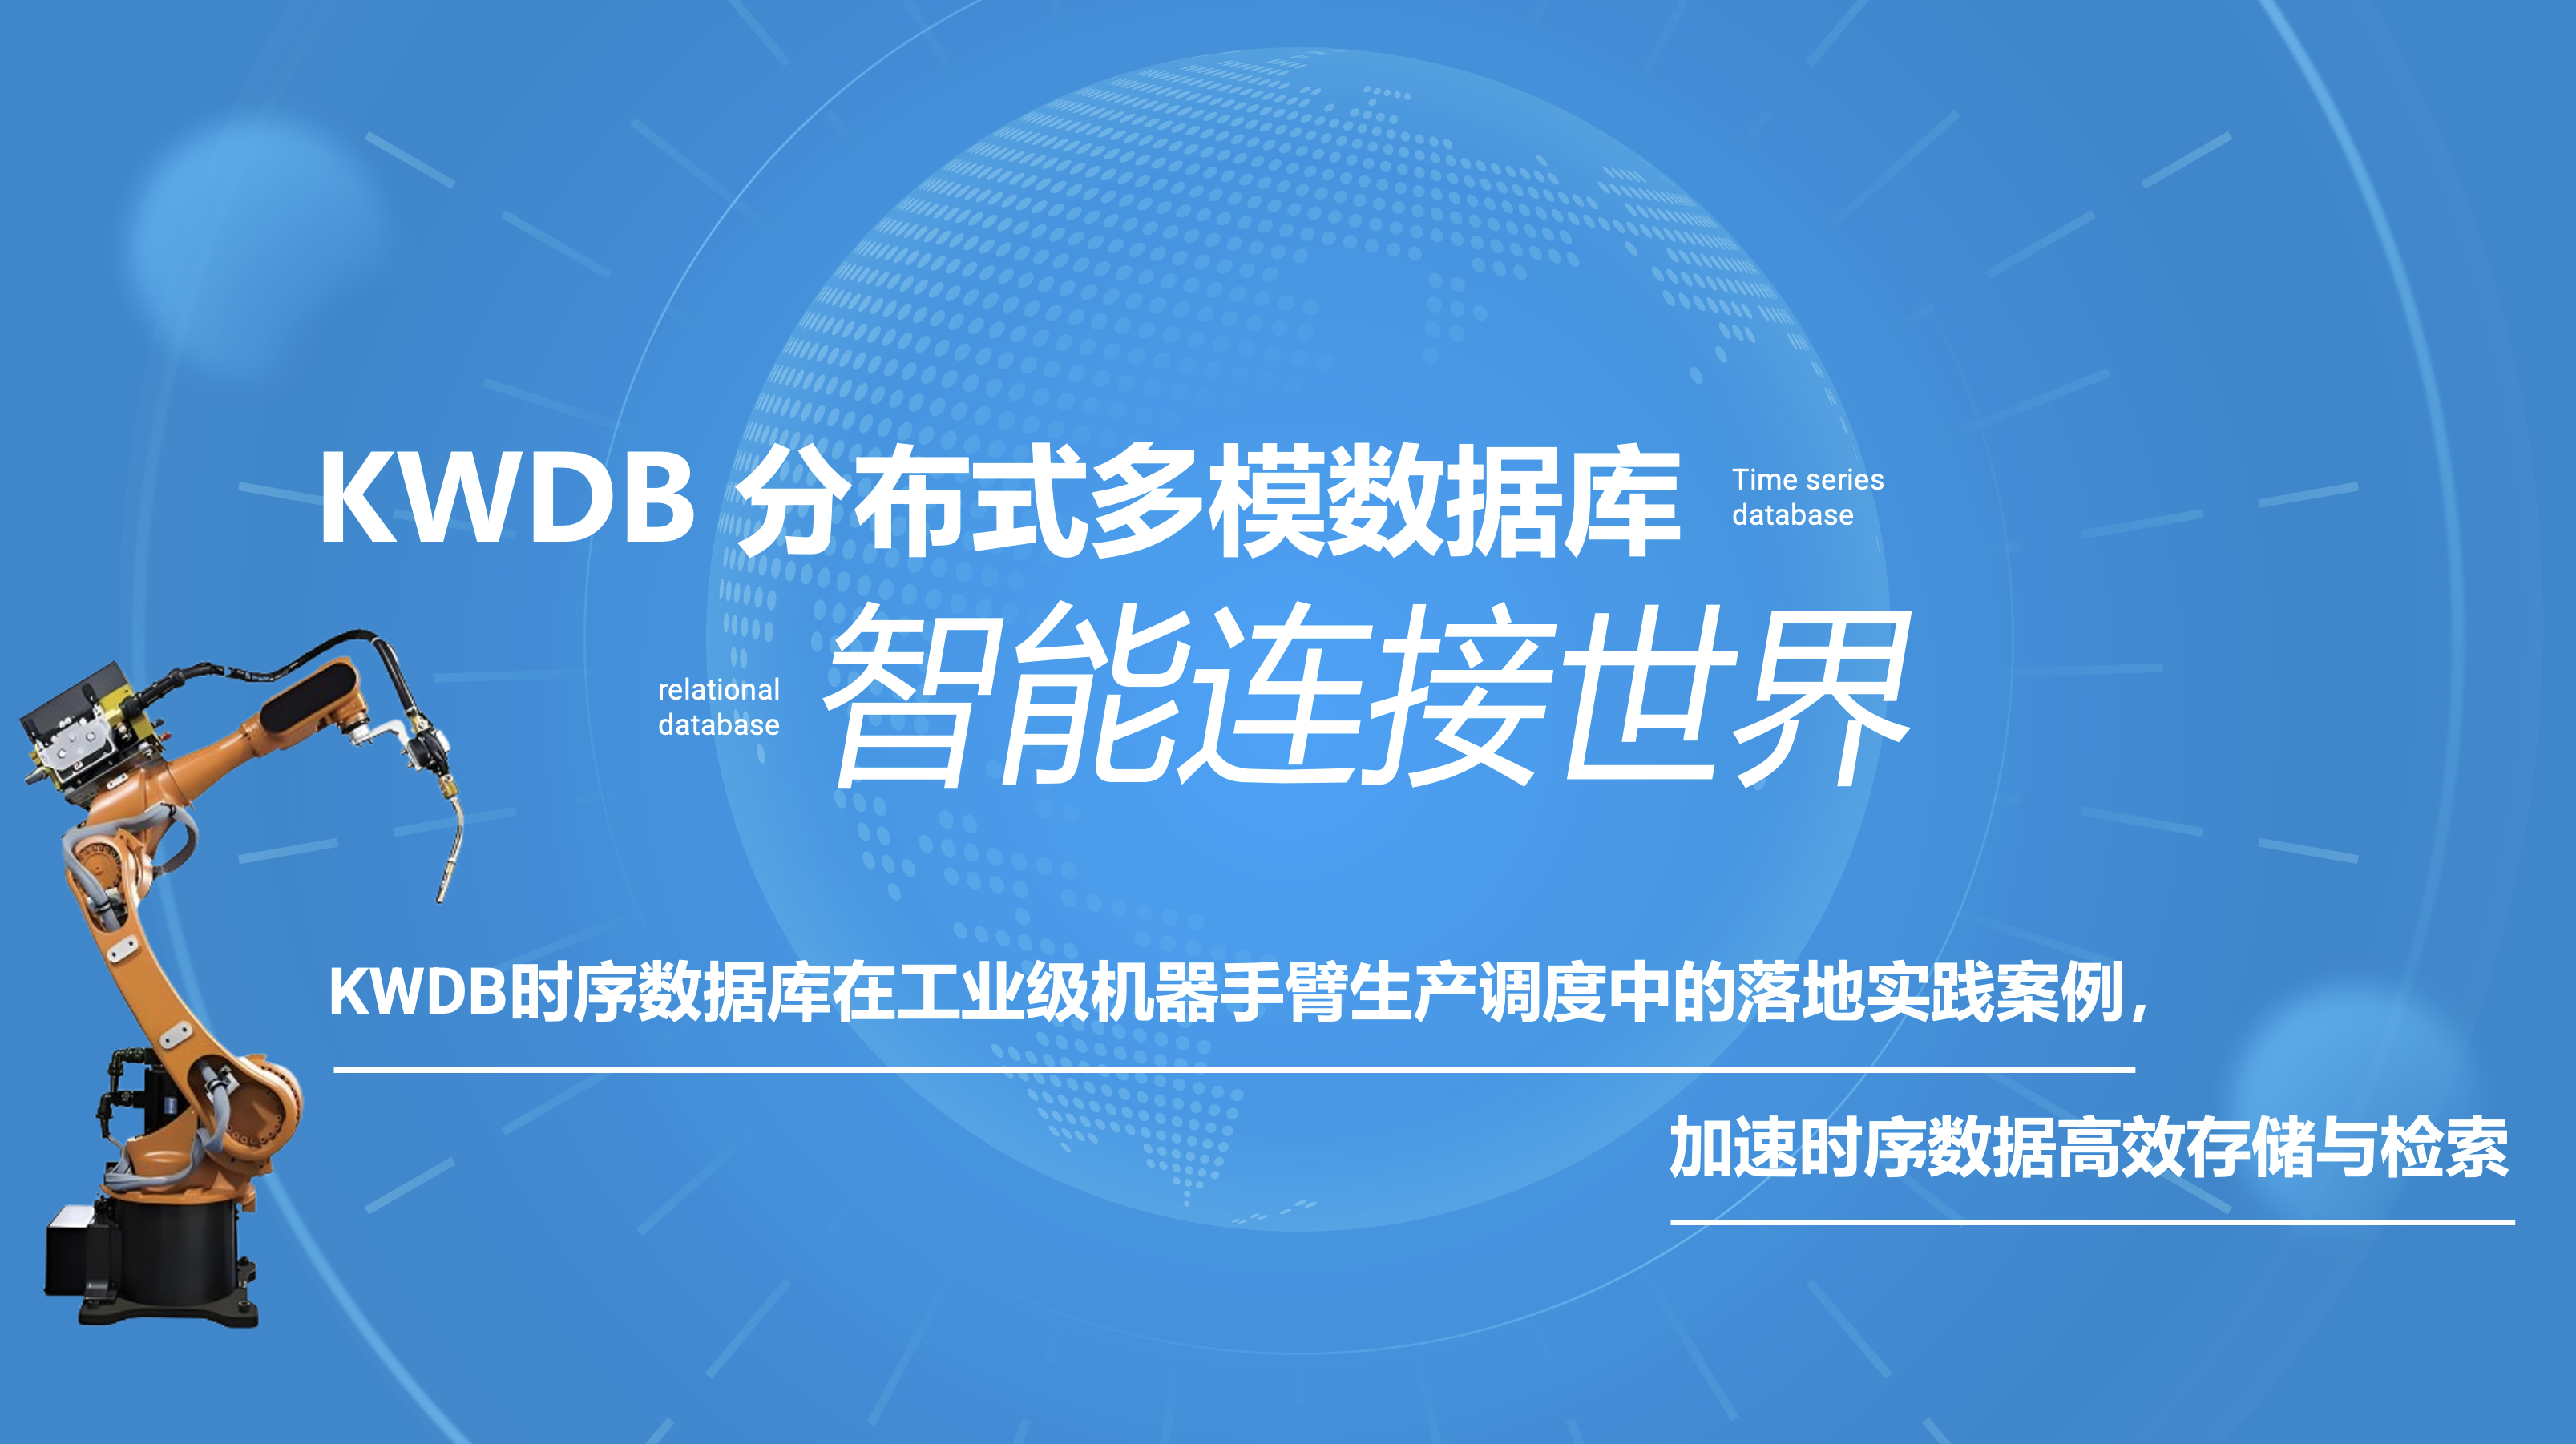 KWDB 分布式多模数据库
Time series
database
relational
database
智能连接世界
KWDB时序数据库在工业级机器手臂生产调度中的落地实践案例，
加速时序数据高效存储与检索